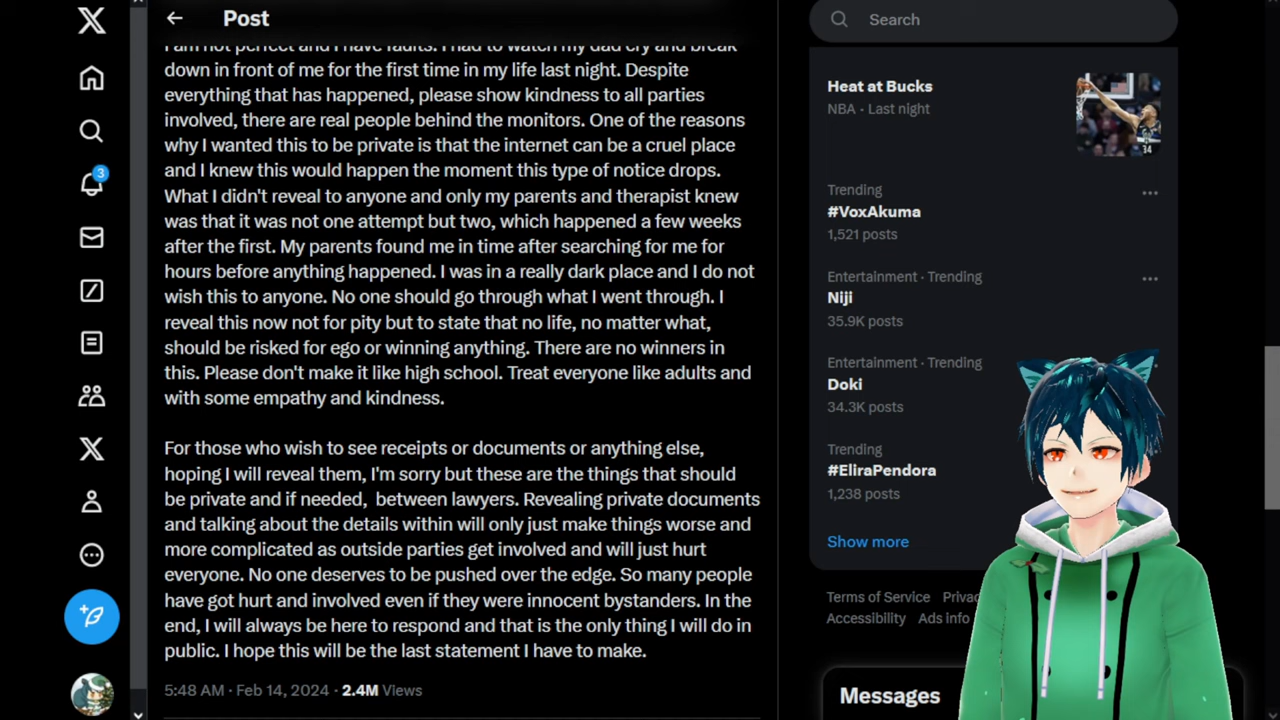 Post
I am not perfect and I have faults. I had to watch my dad cry and break
down in front of me for the first time in my life last night. Despite
everything that has happened, please show kindness to all parties
involved, there are real people behind the monitors. One of the reasons
why I wanted this to be private is that the internet can be a cruel place
and I knew this would happen the moment this type of notice drops.
What I didn't reveal to anyone and only my parents and therapist knew
was that it was not one attempt but two, which happened a few weeks
after the first. My parents found me in time after searching for me for
hours before anything happened. I was in a really dark place and I do not
wish this to anyone. No one should go through what I went through. I
reveal this now not for pity but to state that no life, no matter what,
should be risked for ego or winning anything. There are no winners in
this. Please don't make it like high school. Treat everyone like adults and
with some empathy and kindness.
For those who wish to see receipts or documents or anything else,
hoping I will reveal them, I'm sorry but these are the things that should
be private and if needed,  between lawyers. Revealing private documents
and talking about the details within will only just make things worse and
more complicated as outside parties get involved and will just hurt
everyone. No one deserves to be pushed over the edge. So many people
have got hurt and involved even if they were innocent bystanders. In the
end, I will always be here to respond and that is the only thing I will do in
public. I hope this will be the last statement I have to make.
5:48 AM · Feb 14, 2024 · 2.4M Views
3
Search
Heat at Bucks
NBA · Last night
34
Trending
#VoxAkuma
1,521 posts
Entertainment · Trending
Niji
35.9K posts
Entertainment · Trending
Doki
34.3K posts
Trending
#EliraPendora
1,238 posts
Show more
Terms of Service
Accessibility Ads info
Messages